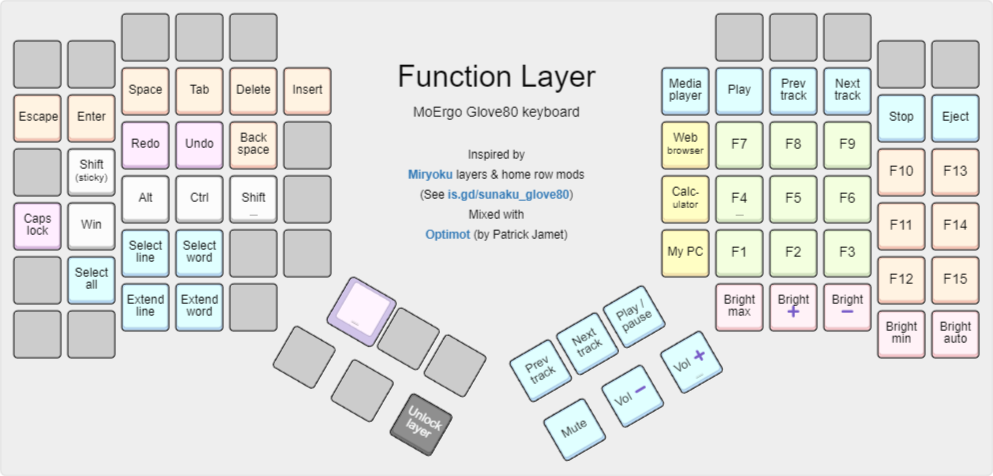 Function Layer
MoErgo Glove80 keyboard
Inspired by
Miryoku layers & home row mods
(See is.gd/sunaku_glove80)
Mixed with
Optimot (by Patrick Jamet)
Space
Tab
Delete
Insert
Escape
Enter
Redo
Undo
Back
space
Shift
(sticky)
Alt
Ctrl
Shift
Caps
lock
Win
Select
line
Select
word
Select
all
Extend
line
Extend
word
Unlock
layer
Media
player
Play
Prev
track
Next
track
Stop
Eject
Web
browser
F7
F8
F9
F10
F13
Calc-
ulator
F4
F5
F6
F11
F14
My PC
F1
F2
F3
F12
F15
Bright
max
Bright
+
Bright
−
Bright
min
Bright
auto
Prev
track
Next
track
Play /
pause
Mute
Vol −
Vol +